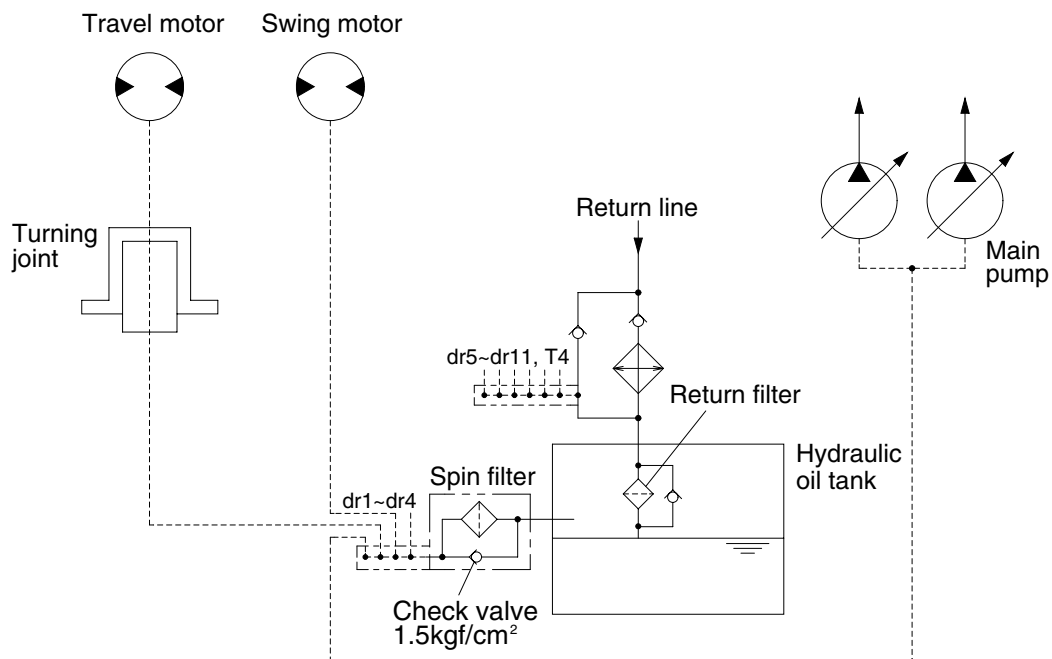 Travel motor
Swing motor
Return line
Turning
joint
Main
pump
dr5~dr11, T4
Return filter
Hydraulic
oil tank
Spin filter
dr1~dr4
Check valve
1.5kgf/cm²